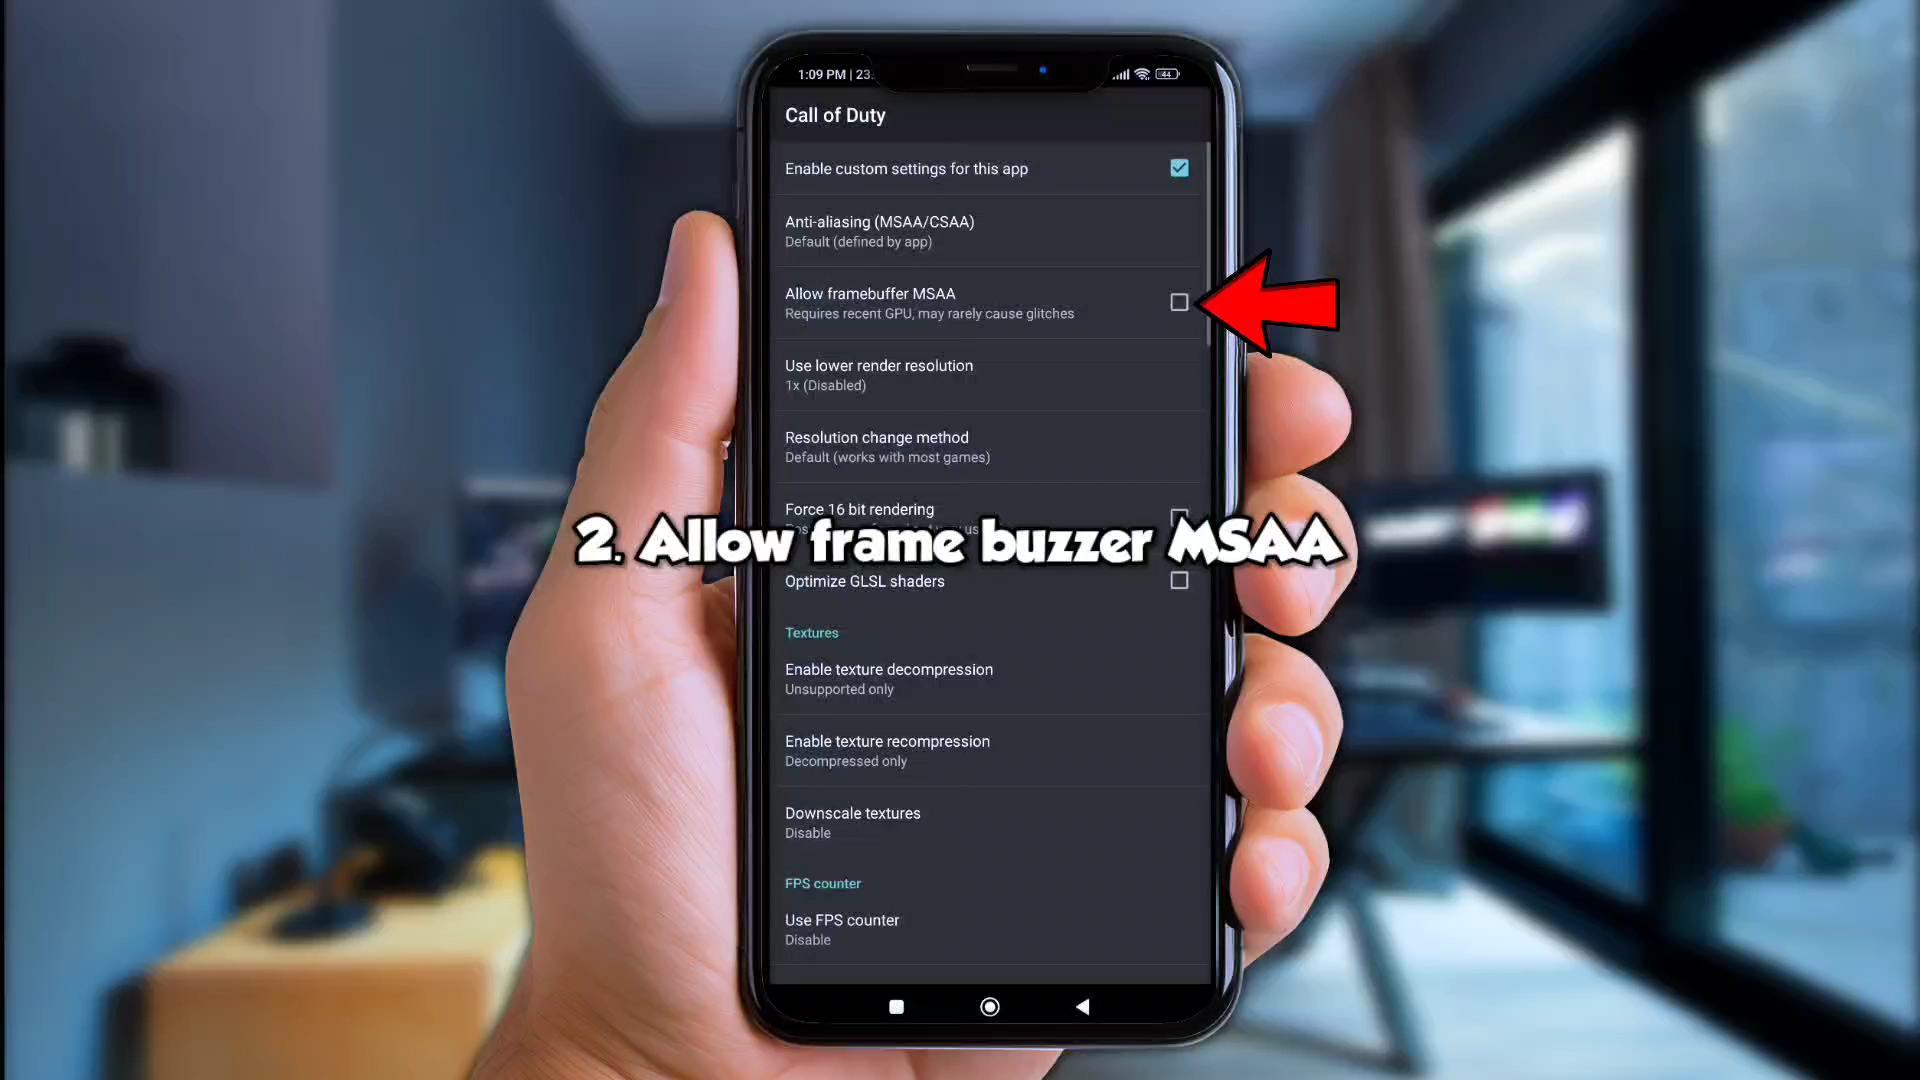 1:09 PM | 23
44
Call of Duty
Enable custom settings for this app
Anti-aliasing (MSAA/CSAA)
Default (defined by app)
Allow framebuffer MSAA
Requires recent GPU, may rarely cause glitches
Use lower render resolution
1x (Disabled)
Resolution change method
Default (works with most games)
Force 16 bit rendering
2. Allow frame buzzer MSAA
Optimize GLSL shaders
Textures
Enable texture decompression
Unsupported only
Enable texture recompression
Decompressed only
Downscale textures
Disable
FPS counter
Use FPS counter
Disable